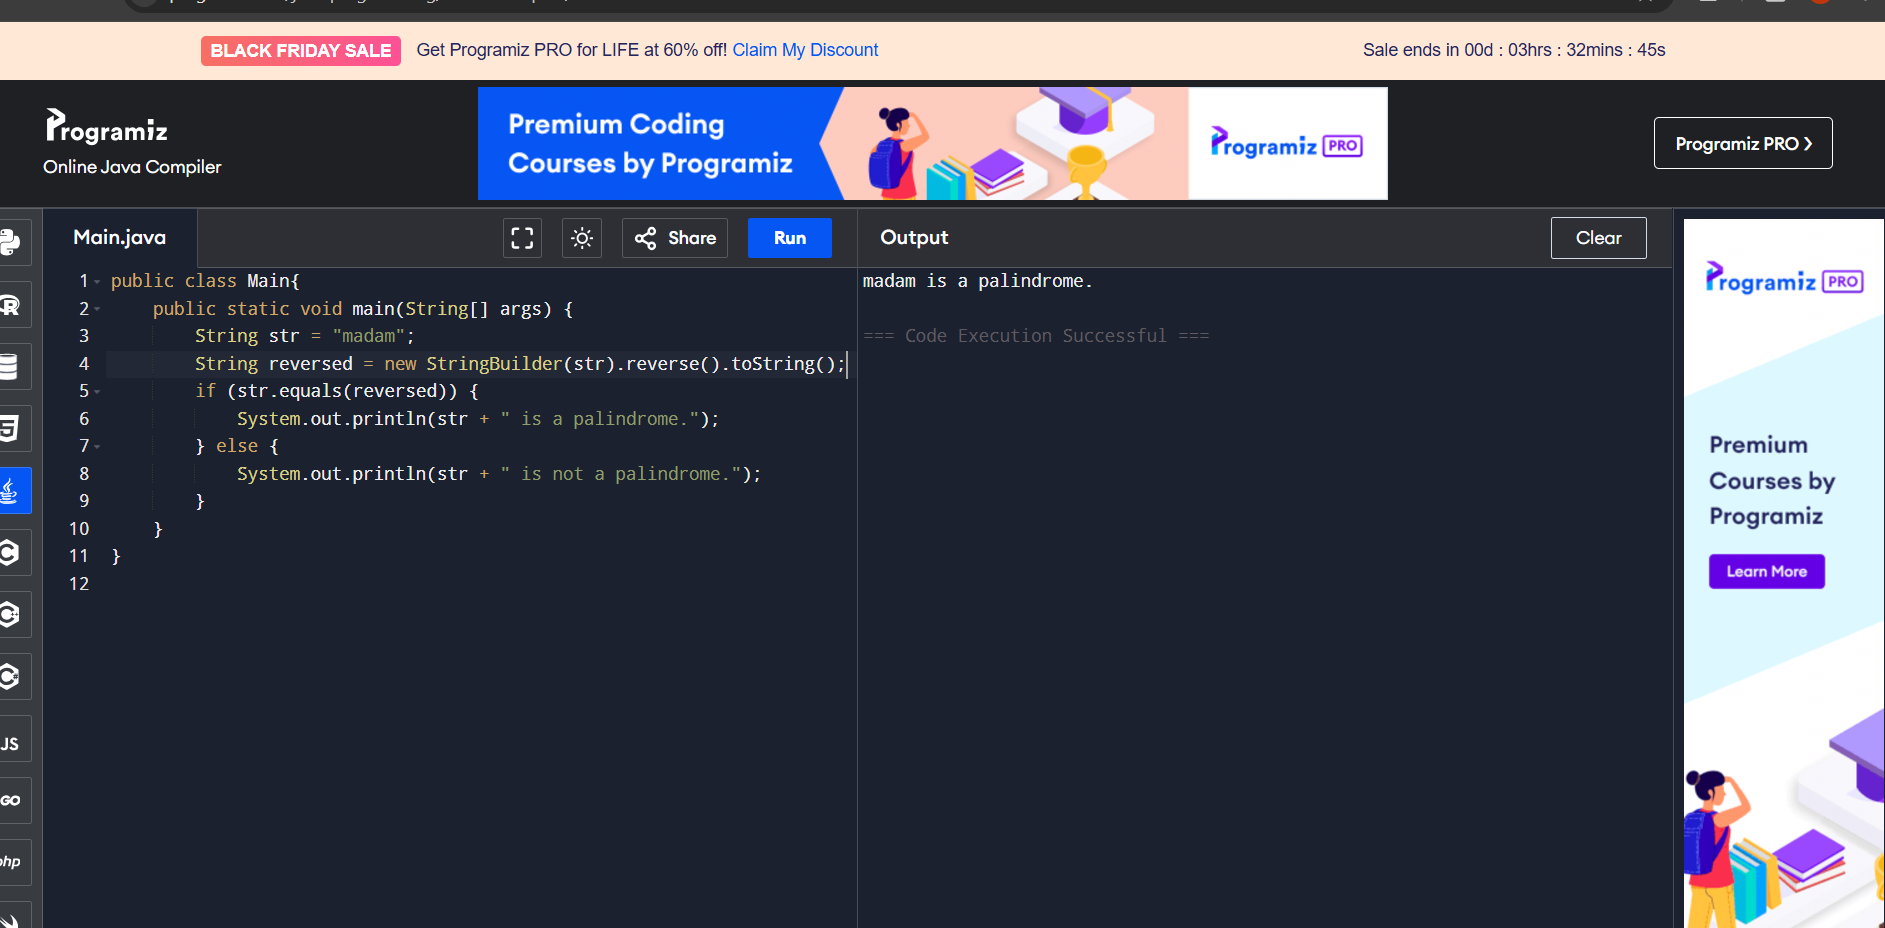 BLACK FRIDAY SALE Get Programiz PRO for LIFE at 60% off! Claim My Discount Sale ends in 00d : 03hrs : 32mins : 45s
Programiz
Online Java Compiler
Premium Coding
Courses by Programiz
Programiz PRO
Programiz PRO ❯
Main.java
Share
Run
Output
Clear
1 public class Main{
2     public static void main(String[] args) {
3         String str = "madam";
4         String reversed = new StringBuilder(str).reverse().toString();
5         if (str.equals(reversed)) {
6             System.out.println(str + " is a palindrome.");
7         } else {
8             System.out.println(str + " is not a palindrome.");
9         }
10     }
11 }
12
madam is a palindrome.
=== Code Execution Successful ===
Programiz PRO
Premium
Courses by
Programiz
Learn More
R
C
JS
GO
php